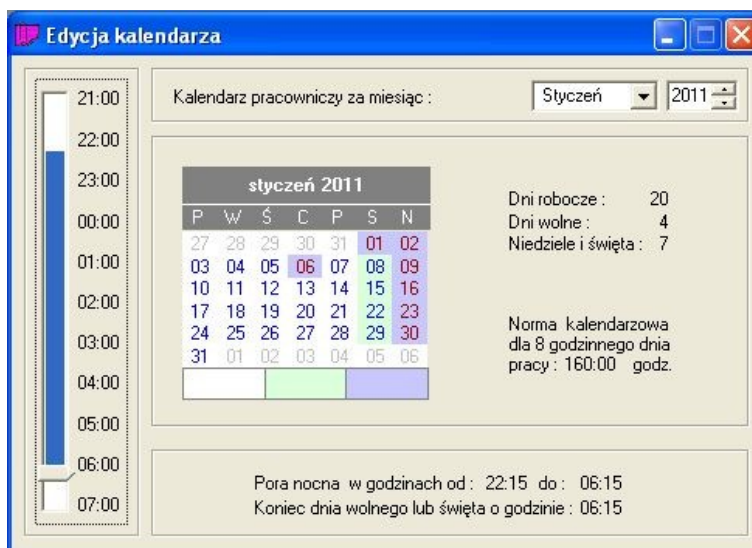 Edycja kalendarza
21:00
22:00
23:00
00:00
01:00
02:00
03:00
04:00
05:00
06:00
07:00
Kalendarz pracowniczy za miesiąc : Styczeń 2011
styczeń 2011
P W Ś C P S N
27 28 29 30 31 01 02
03 04 05 06 07 08 09
10 11 12 13 14 15 16
17 18 19 20 21 22 23
24 25 26 27 28 29 30
31 01 02 03 04 05 06
Dni robocze : 20
Dni wolne : 4
Niedziele i święta : 7
Norma kalendarzowa
dla 8 godzinnego dnia
pracy : 160:00 godz.
Pora nocna w godzinach od : 22:15 do : 06:15
Koniec dnia wolnego lub święta o godzinie : 06:15